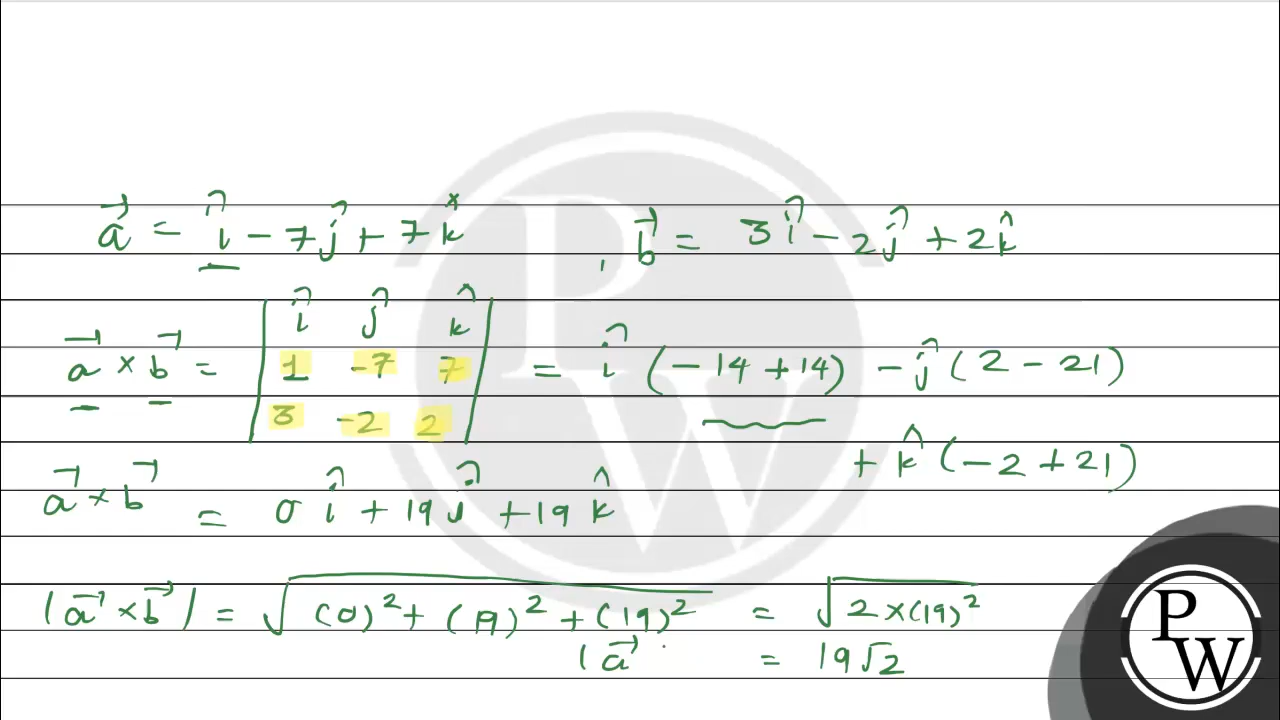 P
W
a⃗ = î - 7ĵ + 7k̂ , b⃗ = 3î - 2ĵ + 2k̂
î ĵ k̂
a⃗ × b⃗ = | 1 -7 7 | = î (-14 + 14) - ĵ (2 - 21)
3 -2 2
+ k̂ (-2 + 21)
a⃗ × b⃗ = 0 î + 19 ĵ + 19 k̂
|a⃗ × b⃗| = √((0)² + (19)² + (19)²) = √(2 × (19)²)
|a⃗ = 19√2
P
W